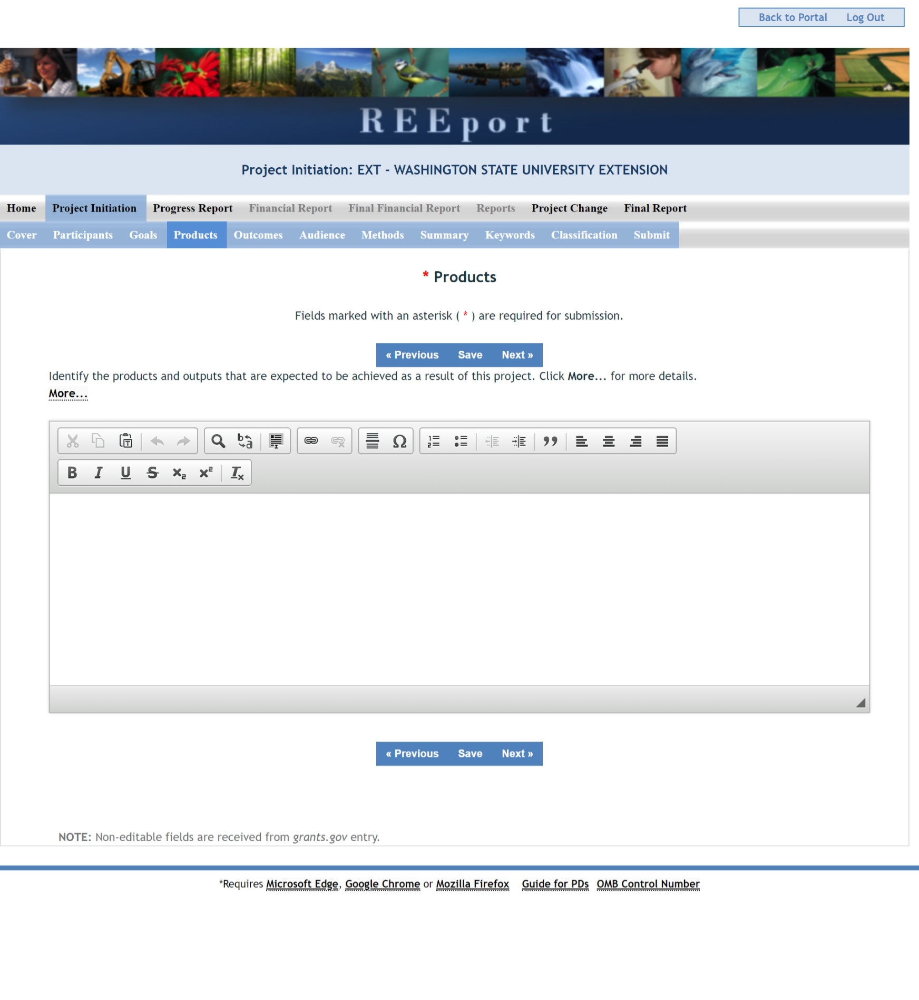 Back to Portal Log Out
REEport
Project Initiation: EXT - WASHINGTON STATE UNIVERSITY EXTENSION
Home Project Initiation Progress Report Financial Report Final Financial Report Reports Project Change Final Report
Cover Participants Goals Products Outcomes Audience Methods Summary Keywords Classification Submit
* Products
Fields marked with an asterisk ( * ) are required for submission.
« Previous Save Next »
Identify the products and outputs that are expected to be achieved as a result of this project. Click More... for more details.
More...
« Previous Save Next »
NOTE: Non-editable fields are received from grants.gov entry.
*Requires Microsoft Edge, Google Chrome or Mozilla Firefox Guide for PDs OMB Control Number